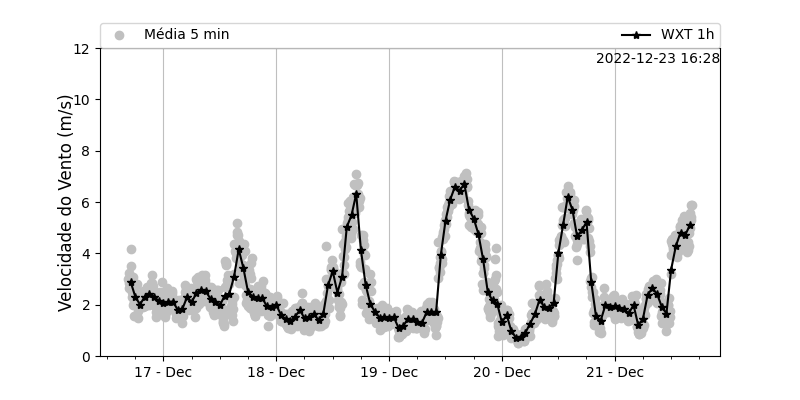 Média 5 min
WXT 1h
2022-12-23 16:28
Velocidade do Vento (m/s)
12
10
8
6
4
2
0
17 - Dec
18 - Dec
19 - Dec
20 - Dec
21 - Dec